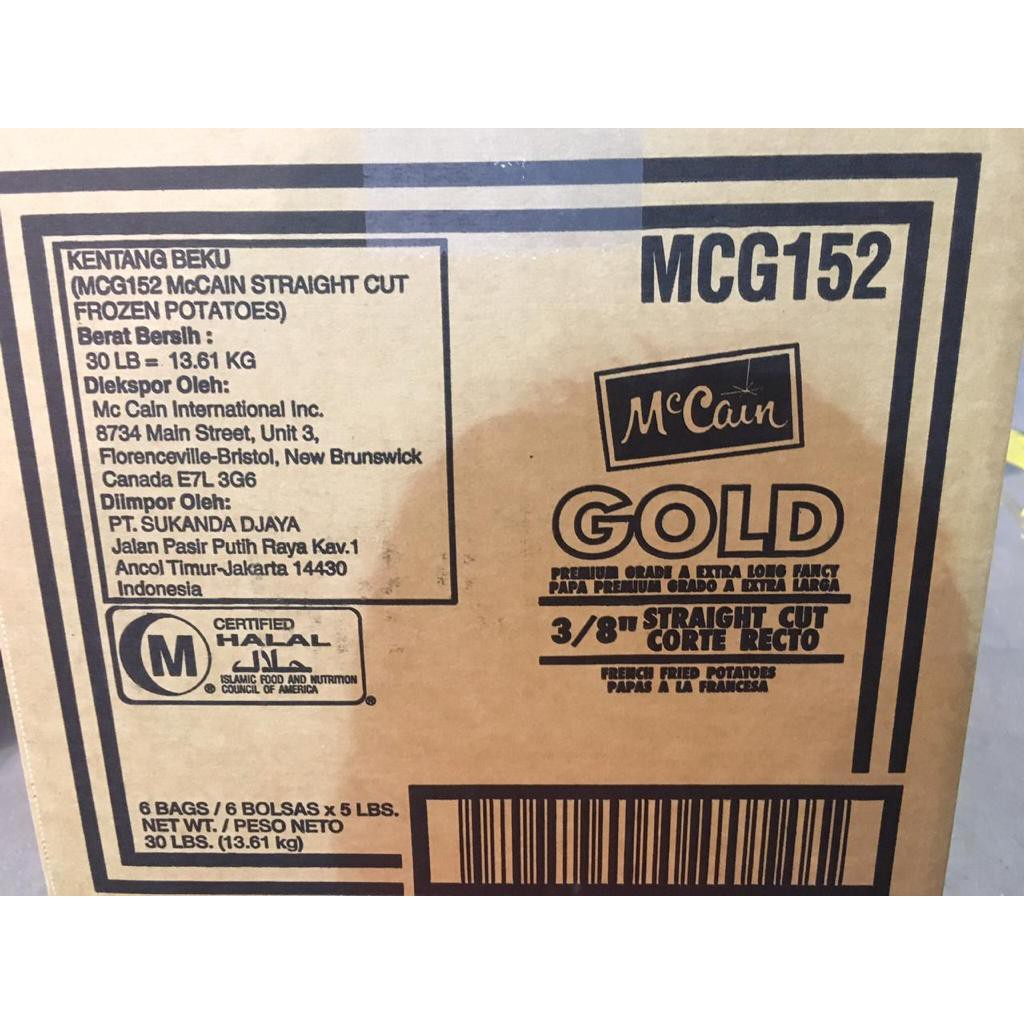 KENTANG BEKU
(MCG152 McCAIN STRAIGHT CUT
FROZEN POTATOES)
Berat Bersih :
30 LB = 13.61 KG
Diekspor Oleh:
Mc Cain International Inc.
8734 Main Street, Unit 3,
Florenceville-Bristol, New Brunswick
Canada E7L 3G6
Diimpor Oleh:
PT. SUKANDA DJAYA
Jalan Pasir Putih Raya Kav.1
Ancol Timur-Jakarta 14430
Indonesia
M
®
CERTIFIED
HALAL
حلال
ISLAMIC FOOD AND NUTRITION
COUNCIL OF AMERICA
®
6 BAGS / 6 BOLSAS x 5 LBS.
NET WT. / PESO NETO
30 LBS. (13.61 kg)
MCG152
McCain
GOLD
PREMIUM GRADE A EXTRA LONG FANCY
PAPA PREMIUM GRADO A EXTRA LARGA
3/8" STRAIGHT CUT
CORTE RECTO
FRENCH FRIED POTATOES
PAPAS A LA FRANCESA